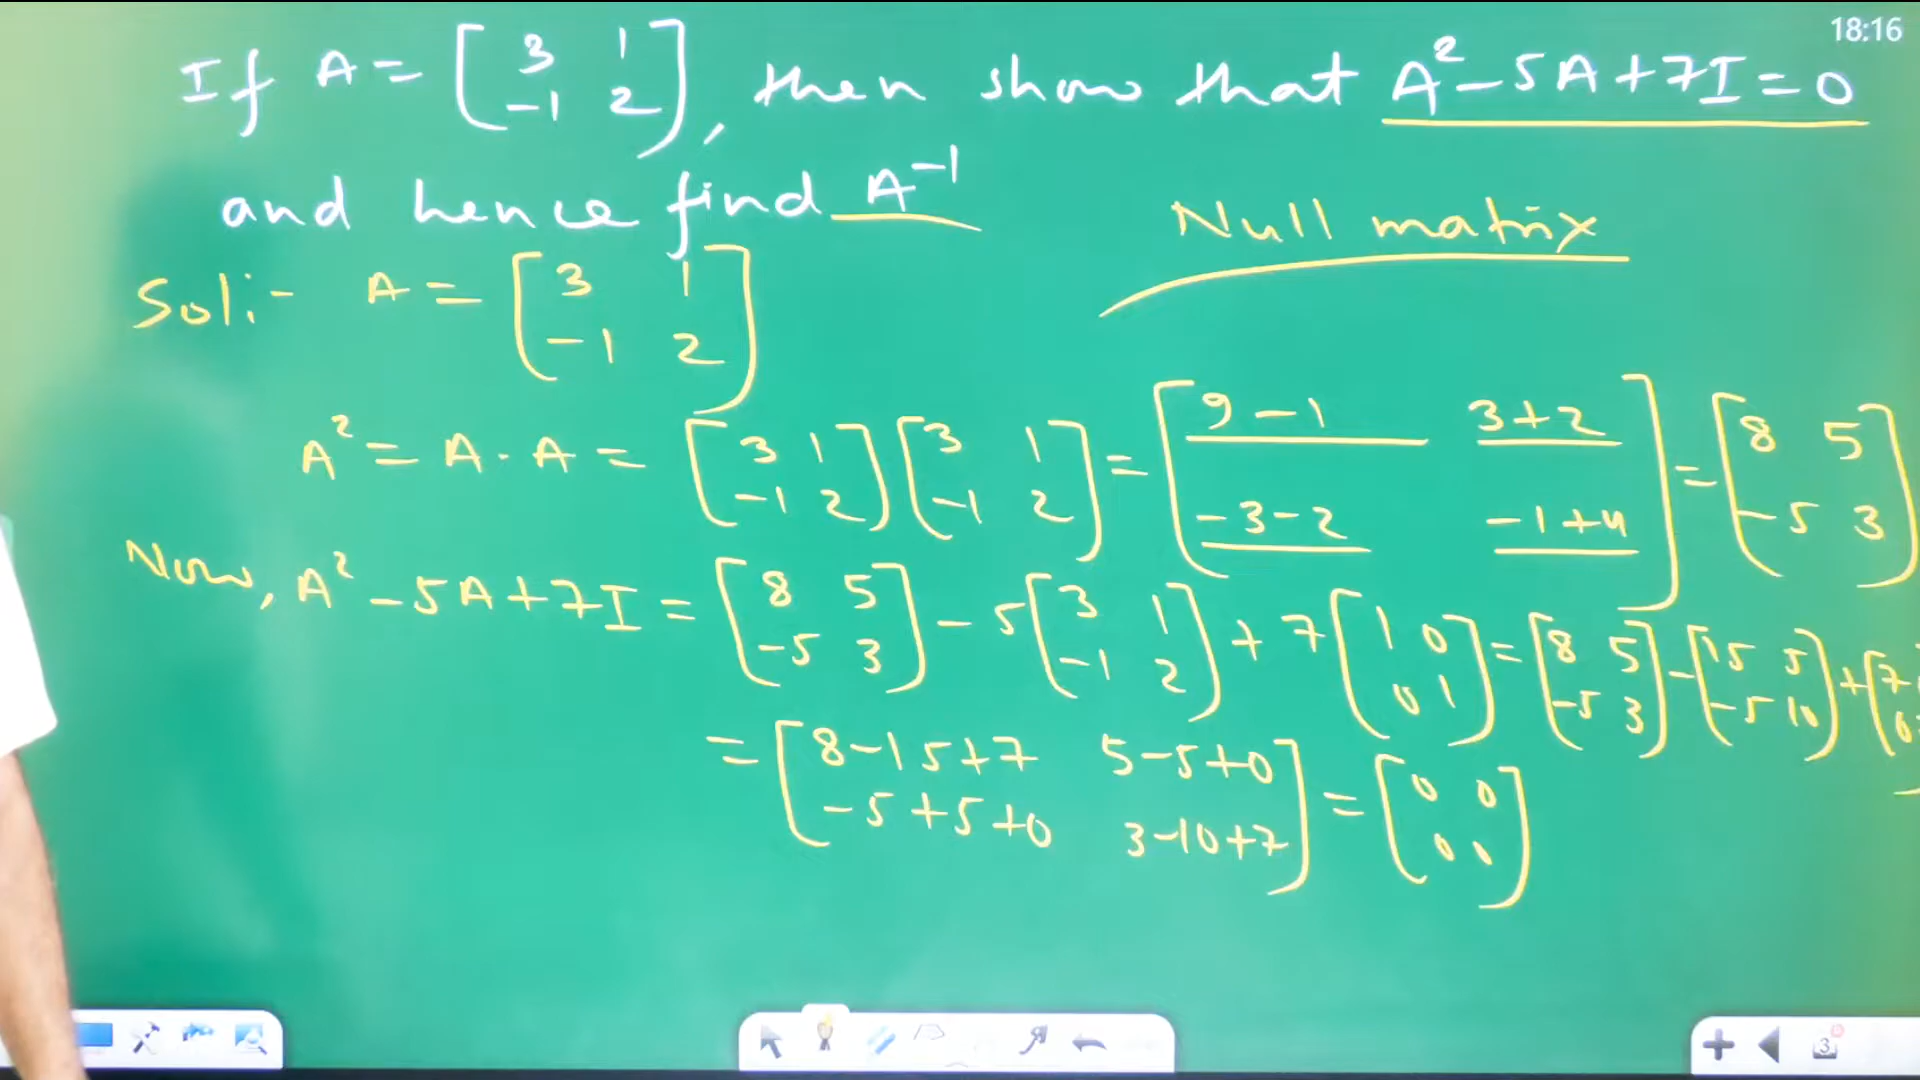 18:16
If A = [3 1 -1 2], then show that A² - 5A + 7I = 0
and hence find A⁻¹
Null matrix
Sol:- A = [3 1 -1 2]
A² = A · A = [3 1 -1 2] [3 1 -1 2] = [9-1 3+2 -3-2 -1+4] = [8 5 -5 3]
Now, A² - 5A + 7I = [8 5 -5 3] - 5 [3 1 -1 2] + 7 [1 0 0 1] = [8 5 -5 3] - [15 5 -5 10] + [7 0
= [8-15+7 5-5+0 -5+5+0 3-10+7] = [0 0 0 0]
3